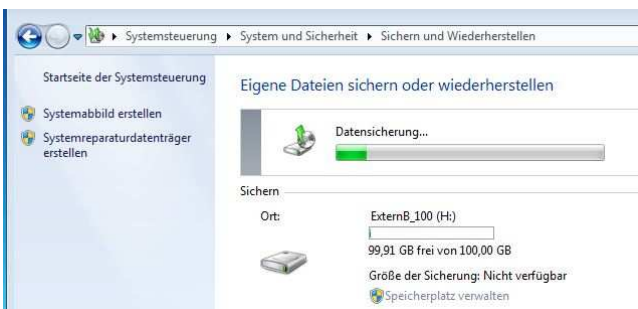 Systemsteuerung ▸ System und Sicherheit ▸ Sichern und Wiederherstellen
Startseite der Systemsteuerung
Systemabbild erstellen
Systemreparaturdatenträger
erstellen
Eigene Dateien sichern oder wiederherstellen
Datensicherung...
Sichern
Ort:
ExternB_100 (H:)
99,91 GB frei von 100,00 GB
Größe der Sicherung: Nicht verfügbar
Speicherplatz verwalten